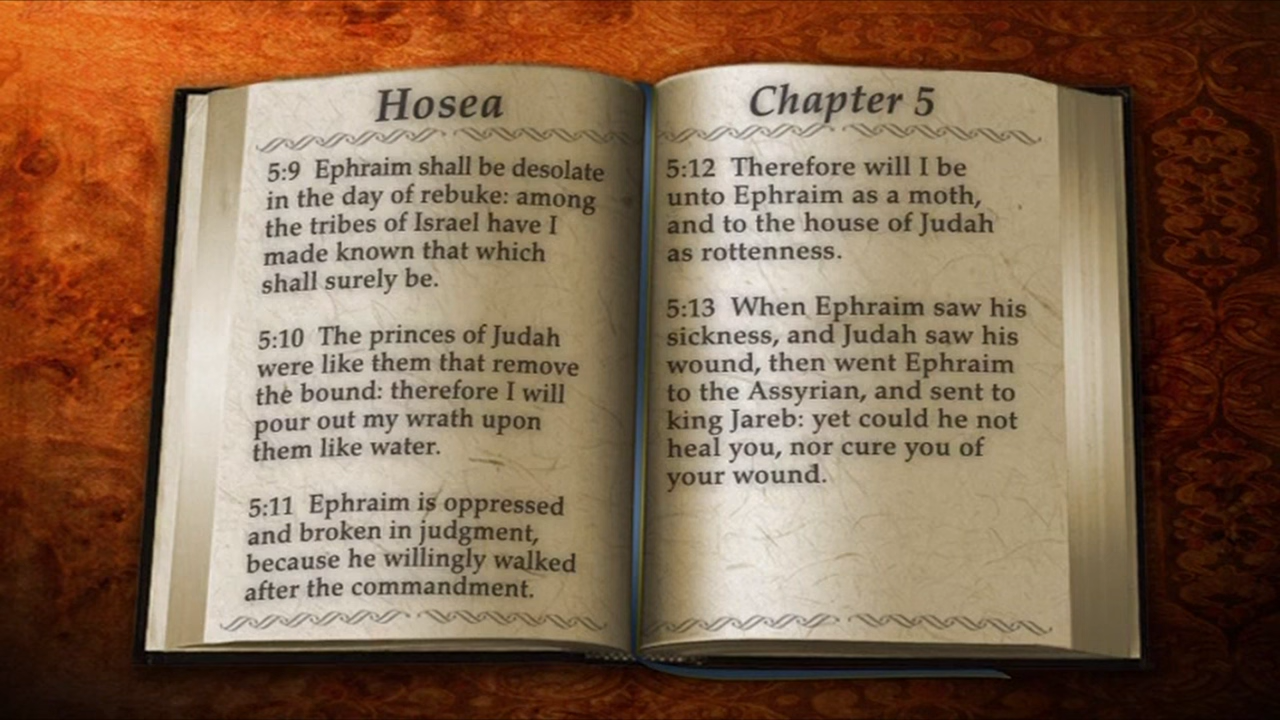 Hosea
5:9 Ephraim shall be desolate
in the day of rebuke: among
the tribes of Israel have I
made known that which
shall surely be.
5:10 The princes of Judah
were like them that remove
the bound: therefore I will
pour out my wrath upon
them like water.
5:11 Ephraim is oppressed
and broken in judgment,
because he willingly walked
after the commandment.
Chapter 5
5:12 Therefore will I be
unto Ephraim as a moth,
and to the house of Judah
as rottenness.
5:13 When Ephraim saw his
sickness, and Judah saw his
wound, then went Ephraim
to the Assyrian, and sent to
king Jareb: yet could he not
heal you, nor cure you of
your wound.